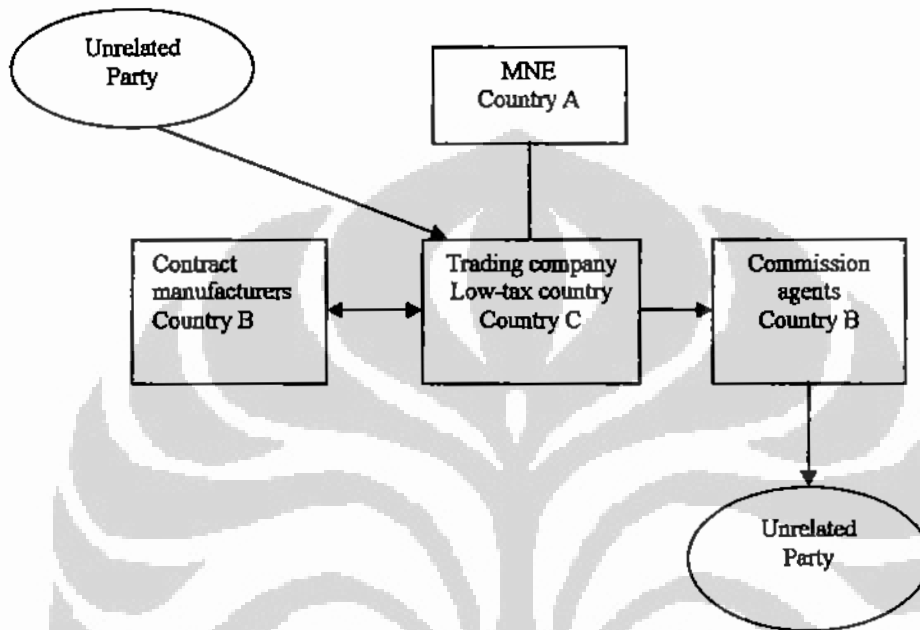 Unrelated
Party
MNE
Country A
Contract
manufacturers
Country B
Trading company
Low-tax country
Country C
Commission
agents
Country B
Unrelated
Party